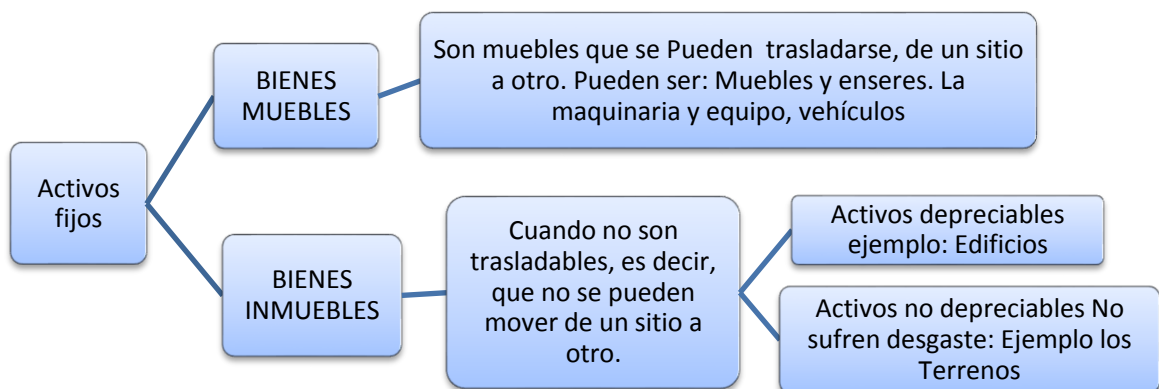 Activos
fijos
BIENES
MUEBLES
Son muebles que se Pueden trasladarse, de un sitio
a otro. Pueden ser: Muebles y enseres. La
maquinaria y equipo, vehículos
BIENES
INMUEBLES
Cuando no son
trasladables, es decir,
que no se pueden
mover de un sitio a
otro.
Activos depreciables
ejemplo: Edificios
Activos no depreciables No
sufren desgaste: Ejemplo los
Terrenos